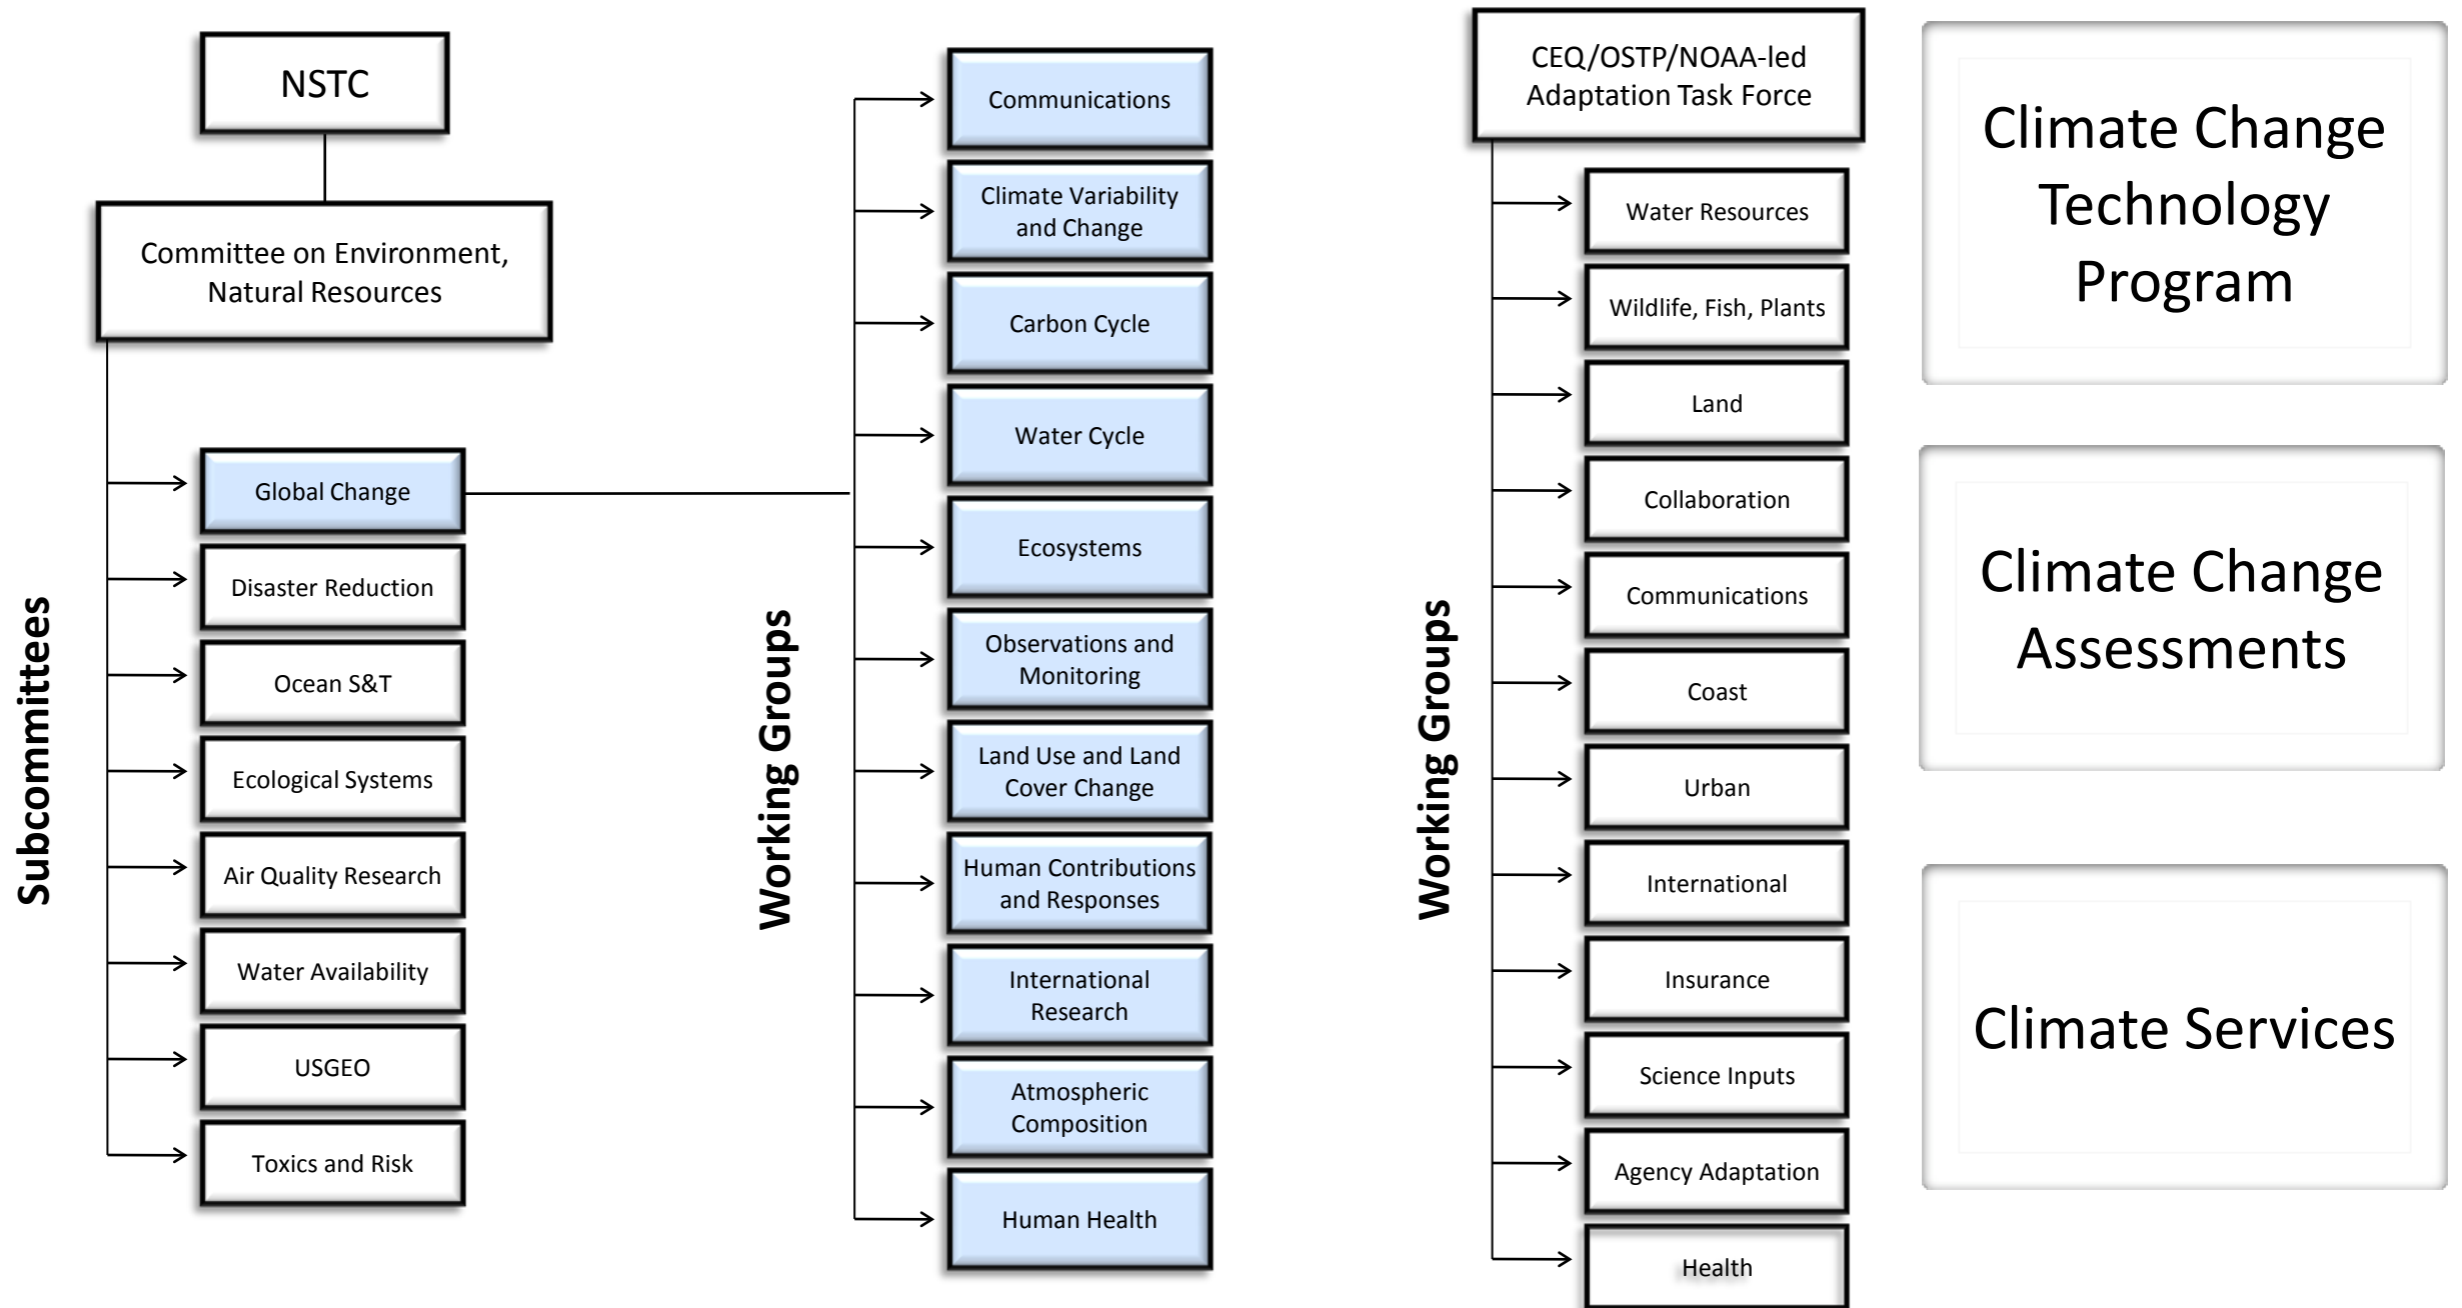 NSTC
Committee on Environment,
Natural Resources
Subcommittees
Global Change
Disaster Reduction
Ocean S&T
Ecological Systems
Air Quality Research
Water Availability
USGEO
Toxics and Risk
Working Groups
Communications
Climate Variability
and Change
Carbon Cycle
Water Cycle
Ecosystems
Observations and
Monitoring
Land Use and Land
Cover Change
Human Contributions
and Responses
International
Research
Atmospheric
Composition
Human Health
CEQ/OSTP/NOAA-led
Adaptation Task Force
Working Groups
Water Resources
Wildlife, Fish, Plants
Land
Collaboration
Communications
Coast
Urban
International
Insurance
Science Inputs
Agency Adaptation
Health
Climate Change
Technology
Program
Climate Change
Assessments
Climate Services